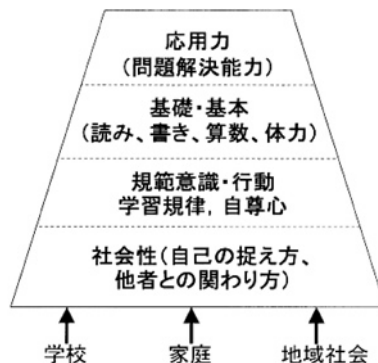 応用力
(問題解決能力)
基礎・基本
(読み、書き、算数、体力)
規範意識・行動
学習規律, 自尊心
社会性(自己の捉え方、
他者との関わり方)
学校 家庭 地域社会